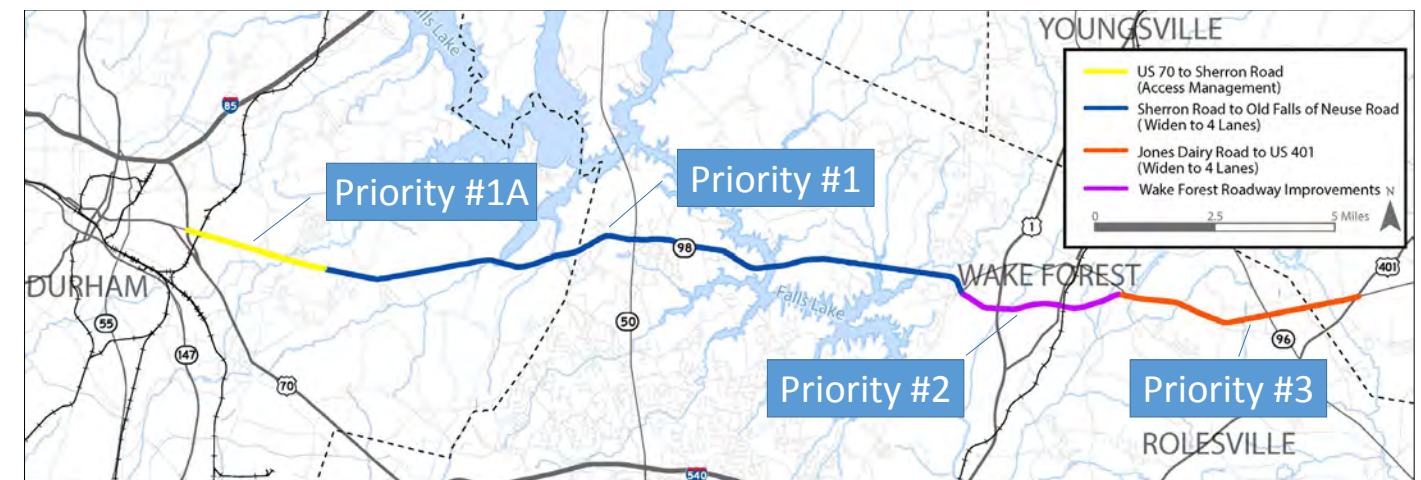 YOUNGSVILLE
US 70 to Sherron Road
(Access Management)
Sherron Road to Old Falls of Neuse Road
(Widen to 4 Lanes)
Jones Dairy Road to US 401
(Widen to 4 Lanes)
Wake Forest Roadway Improvements
N
0 2.5 5 Miles
Falls Lake
85
Priority #1A
Priority #1
1
98
WAKE FOREST
401
DURHAM
Falls Lake
55
50
147
96
70
Priority #2
Priority #3
ROLESVILLE
540